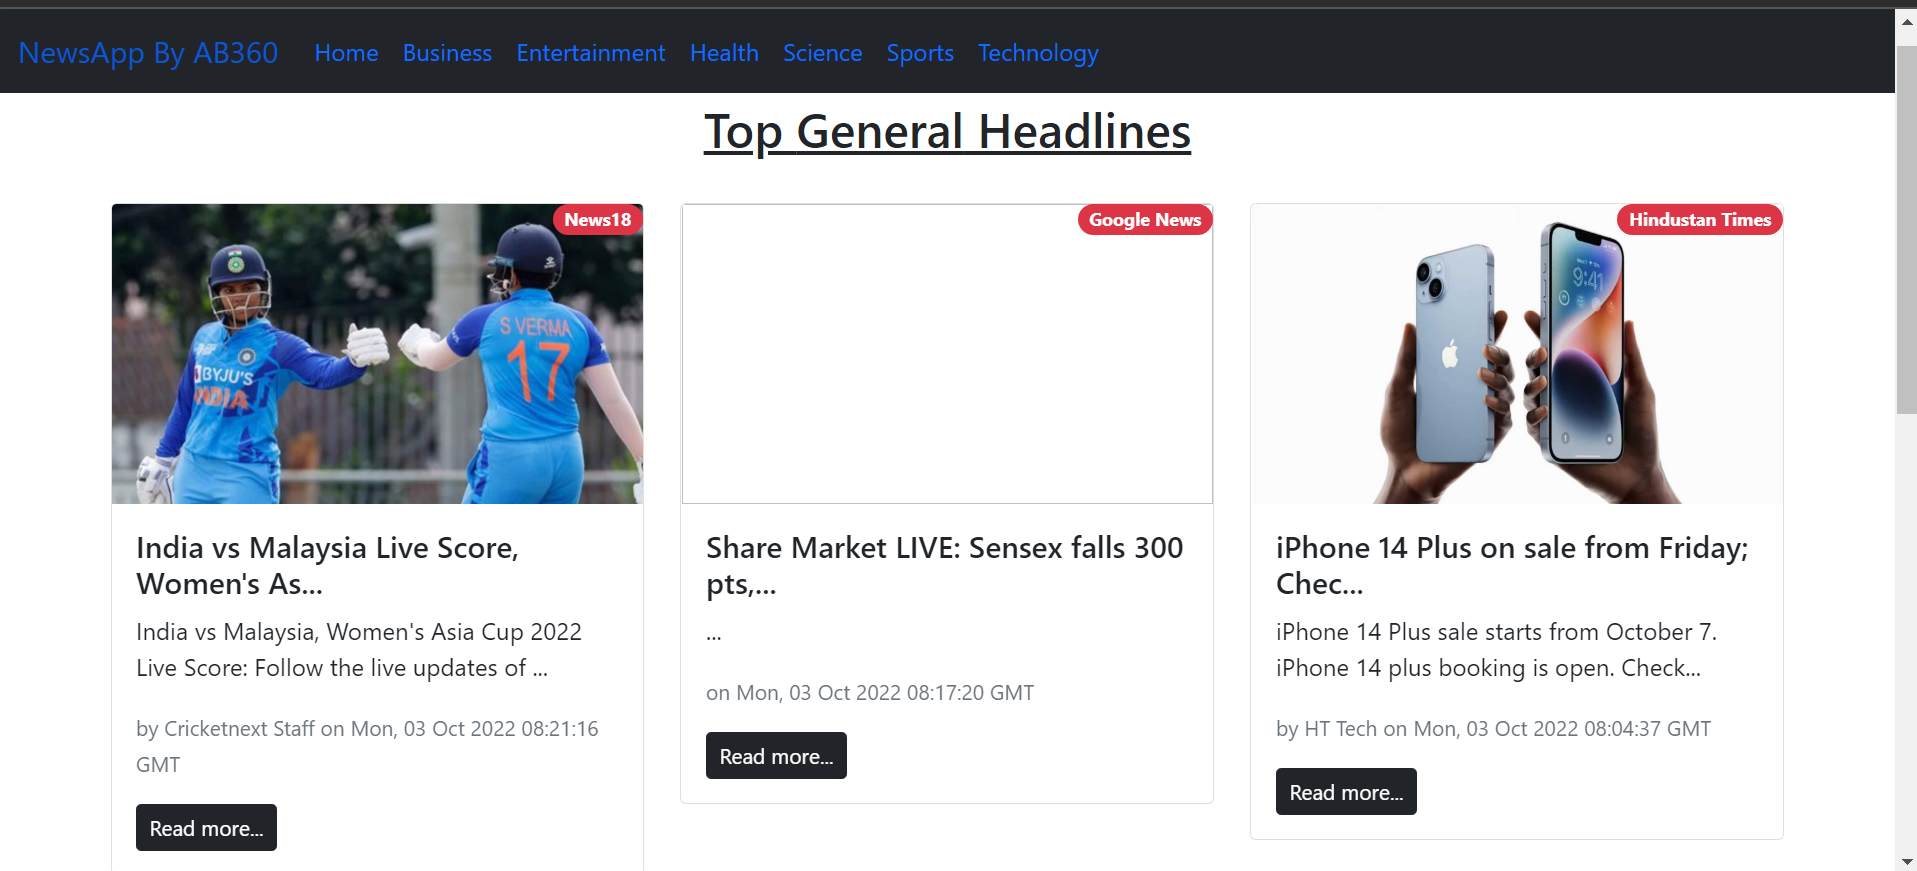 NewsApp By AB360 Home Business Entertainment Health Science Sports Technology
Top General Headlines
News18
S VERMA
17
BYJU'S
INDIA
India vs Malaysia Live Score,
Women's As...
India vs Malaysia, Women's Asia Cup 2022
Live Score: Follow the live updates of ...
by Cricketnext Staff on Mon, 03 Oct 2022 08:21:16
GMT
Read more...
Google News
Share Market LIVE: Sensex falls 300
pts,...
...
on Mon, 03 Oct 2022 08:17:20 GMT
Read more...
Hindustan Times
9:41
iPhone 14 Plus on sale from Friday;
Chec...
iPhone 14 Plus sale starts from October 7.
iPhone 14 plus booking is open. Check...
by HT Tech on Mon, 03 Oct 2022 08:04:37 GMT
Read more...